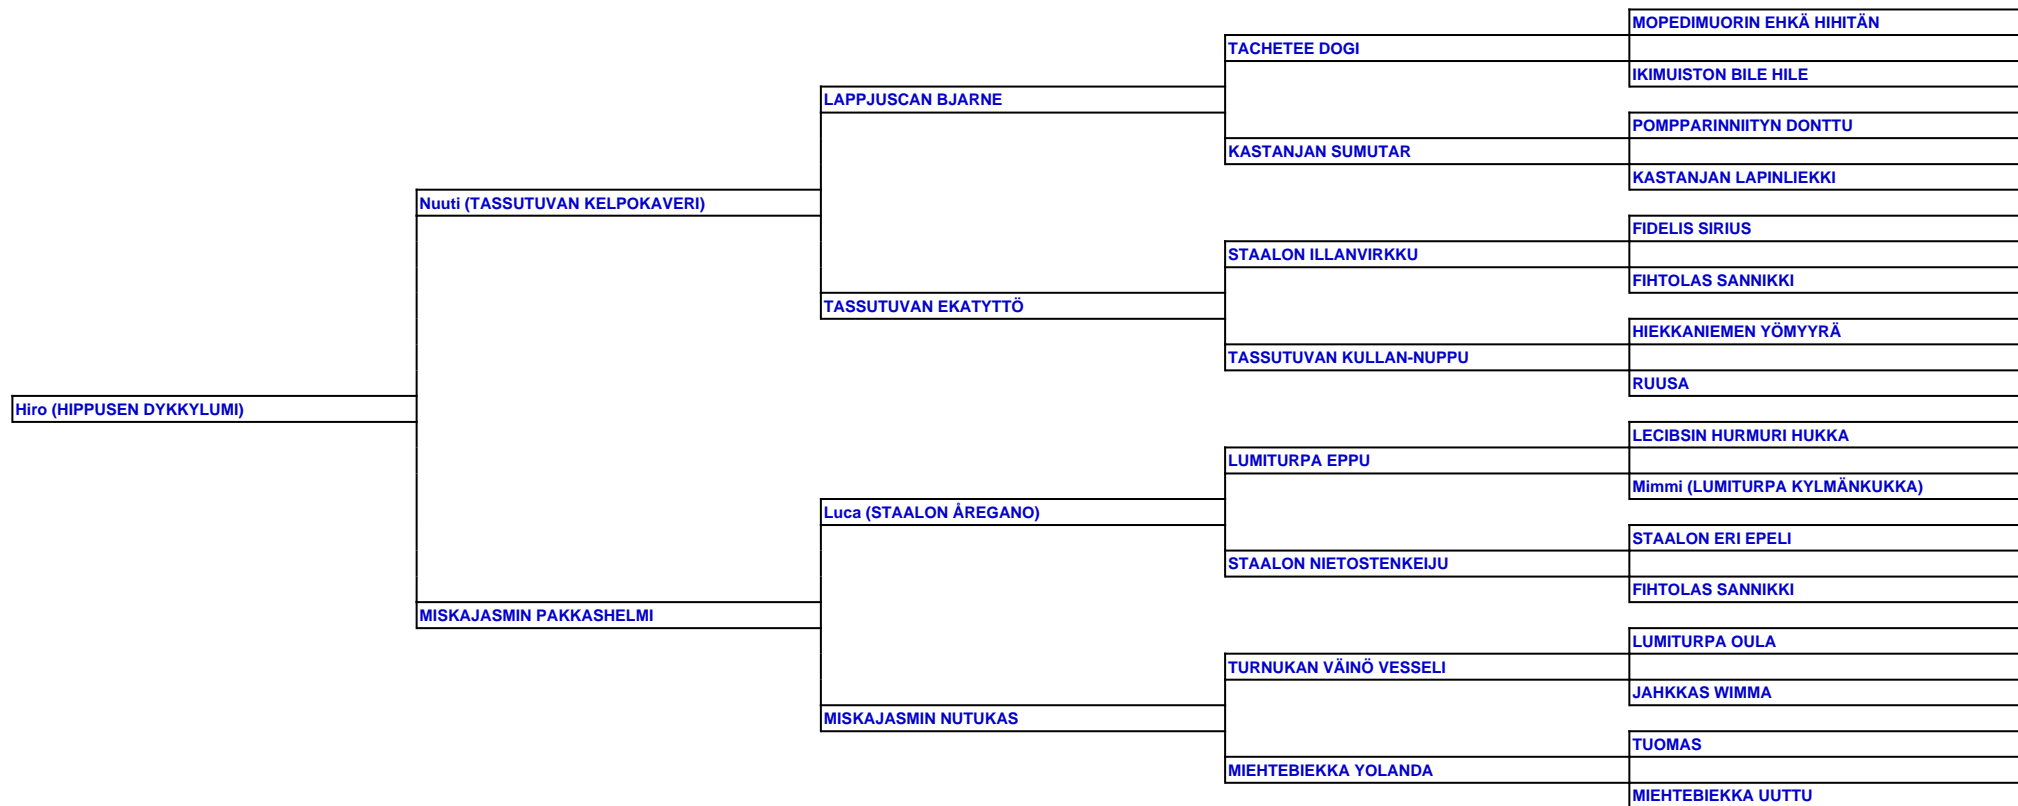 MOPEDIMUORIN EHKÄ HIHITÄN
TACHETEE DOGI
IKIMUISTON BILE HILE
LAPPJUSCAN BJARNE
POMPPARINNIITYN DONTTU
KASTANJAN SUMUTAR
KASTANJAN LAPINLIEKKI
Nuuti (TASSUTUVAN KELPOKAVERI)
FIDELIS SIRIUS
STAALON ILLANVIRKKU
FIHTOLAS SANNIKKI
TASSUTUVAN EKATYTTÖ
HIEKKANIEMEN YÖMYYRÄ
TASSUTUVAN KULLAN-NUPPU
RUUSA
Hiro (HIPPUSEN DYKKYLUMI)
LECIBSIN HURMURI HUKKA
LUMITURPA EPPU
Mimmi (LUMITURPA KYLMÄNKUKKA)
Luca (STAALON ÅREGANO)
STAALON ERI EPELI
STAALON NIETOSTENKEIJU
FIHTOLAS SANNIKKI
MISKAJASMIN PAKKASHELMI
LUMITURPA OULA
TURNUKAN VÄINÖ VESSELI
JAHKKAS WIMMA
MISKAJASMIN NUTUKAS
TUOMAS
MIEHTEBIEKKA YOLANDA
MIEHTEBIEKKA UUTTU